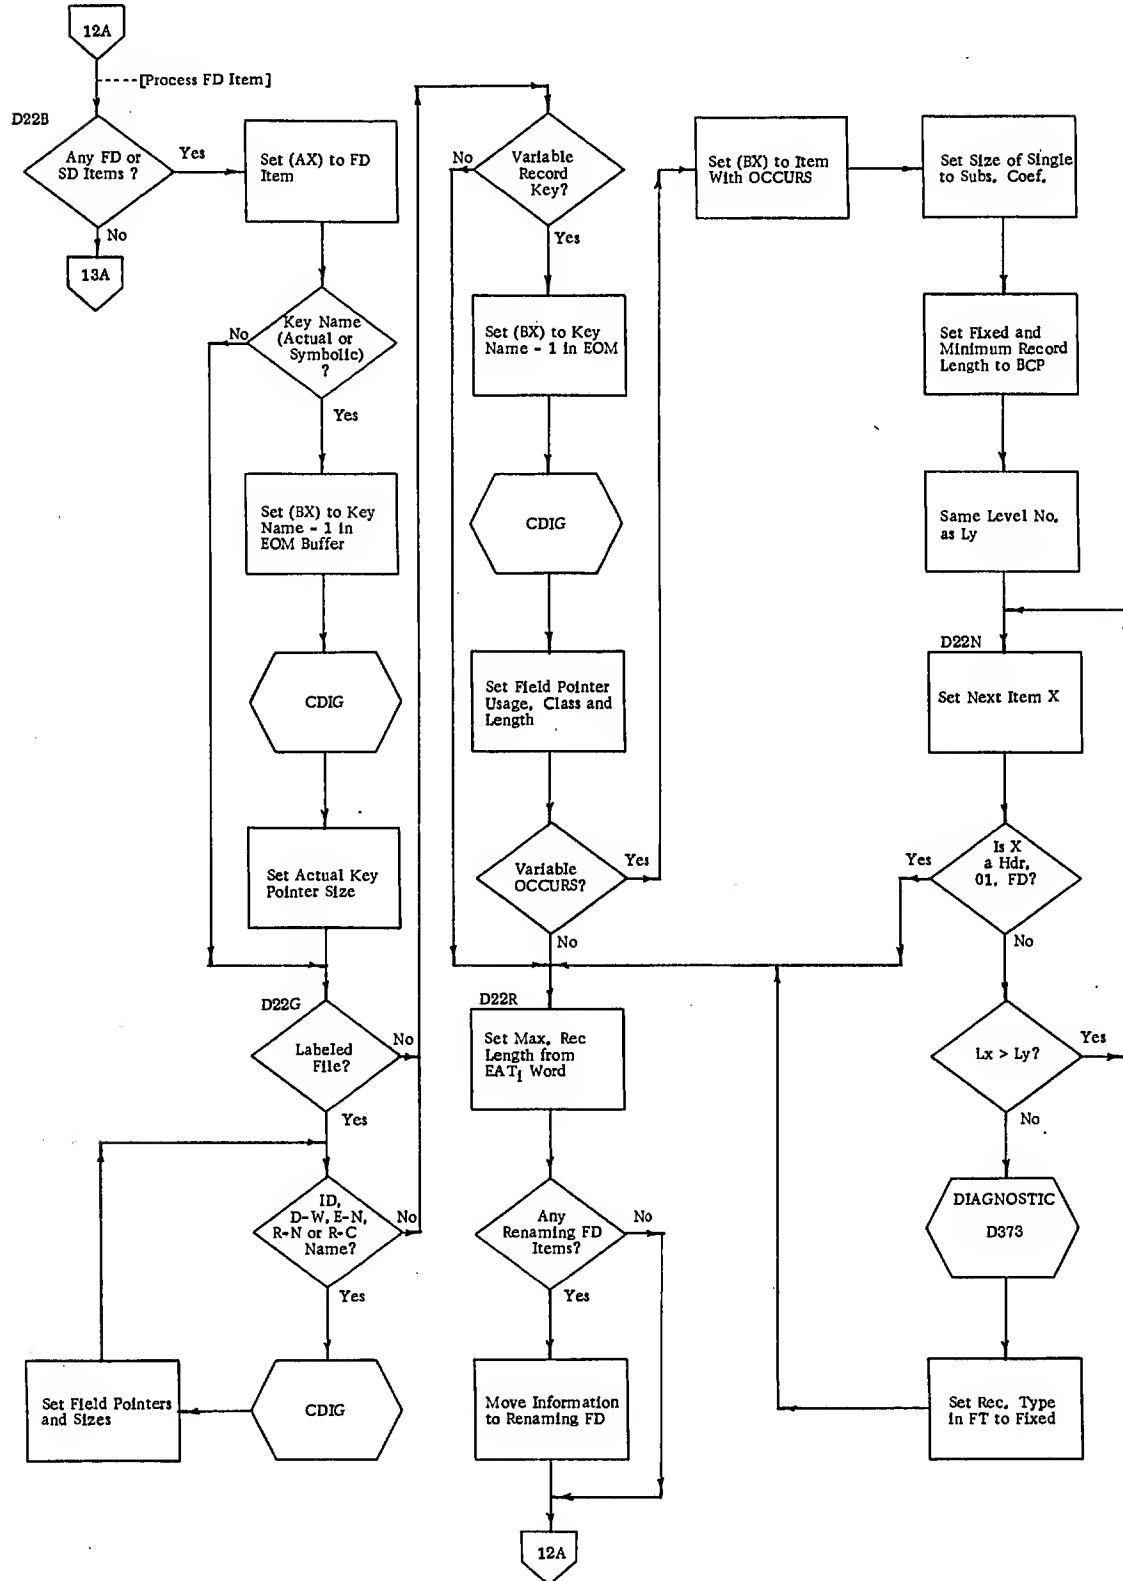 12A
[Process FD Item]
D22B
Any FD or
SD Items ?
Yes
No
13A
Set (AX) to FD
Item
Key Name
(Actual or
Symbolic)
?
No
Yes
Set (BX) to Key
Name - 1 in
EOM Buffer
CDIG
Set Actual Key
Pointer Size
D22G
Labeled
File?
No
Yes
ID,
D-W, E-N,
R-N or R-C
Name?
No
Yes
CDIG
Set Field Pointers
and Sizes
Variable
Record
Key?
No
Yes
Set (BX) to Key
Name - 1 in EOM
CDIG
Set Field Pointer
Usage, Class and
Length
Variable
OCCURS?
Yes
No
D22R
Set Max. Rec
Length from
EAT1 Word
Any
Renaming FD
Items?
No
Yes
Move Information
to Renaming FD
12A
Set (BX) to Item
With OCCURS
Set Size of Single
to Subs. Coef.
Set Fixed and
Minimum Record
Length to BCP
Same Level No.
as Ly
D22N
Set Next Item X
Is X
a Hdr,
01, FD?
Yes
No
Lx > Ly?
Yes
No
DIAGNOSTIC
D373
Set Rec. Type
in FT to Fixed